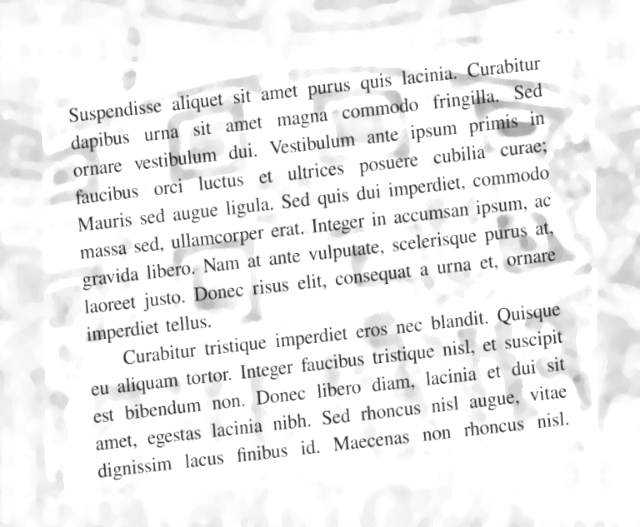 Suspendisse aliquet sit amet purus quis lacinia. Curabitur
dapibus urna sit amet magna commodo fringilla. Sed
ornare vestibulum dui. Vestibulum ante ipsum primis in
faucibus orci luctus et ultrices posuere cubilia curae;
Mauris sed augue ligula. Sed quis dui imperdiet, commodo
massa sed, ullamcorper erat. Integer in accumsan ipsum, ac
gravida libero. Nam at ante vulputate, scelerisque purus at,
laoreet justo. Donec risus elit, consequat a urna et, ornare
imperdiet tellus.
Curabitur tristique imperdiet eros nec blandit. Quisque
eu aliquam tortor. Integer faucibus tristique nisl, et suscipit
est bibendum non. Donec libero diam, lacinia et dui sit
amet, egestas lacinia nibh. Sed rhoncus nisl augue, vitae
dignissim lacus finibus id. Maecenas non rhoncus nisl.